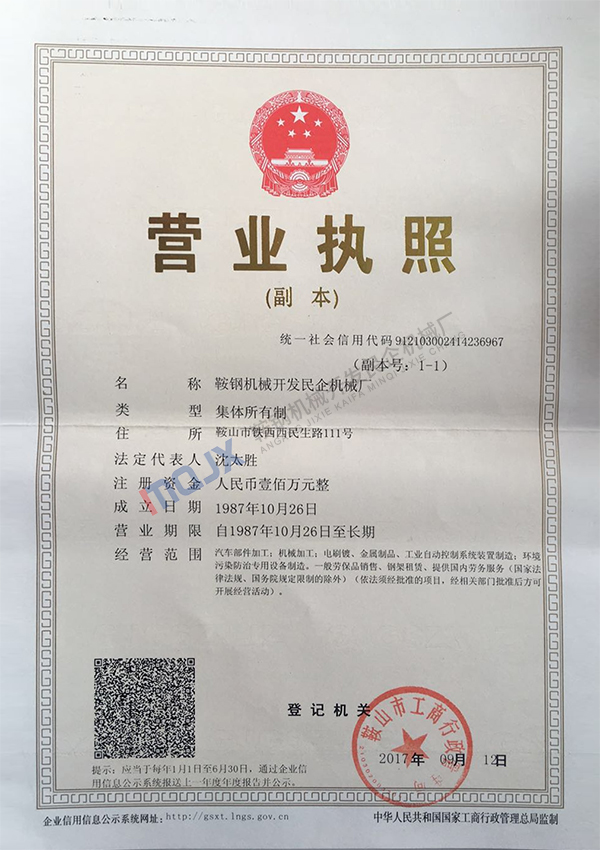 营业执照
(副 本)
统一社会信用代码 912103002414236967
(副本号: 1-1)
名 称 鞍钢机械开发民企机械厂
类 型 集体所有制
住 所 鞍山市铁西西民生路111号
法定代表人 沈太胜
注册资金 人民币壹佰万元整
成立日期 1987年10月26日
营业期限 自1987年10月26日至长期
经营范围 汽车部件加工; 机械加工; 电刷镀、金属制品、工业自动控制系统装置制造; 环境
污染防治专用设备制造。一般劳保品销售、钢架租赁、提供国内劳务服务(国家法
律法规、国务院规定限制的除外)(依法须经批准的项目,经相关部门批准后方可
开展经营活动)。
MQJX
鞍钢机械开发民企机械厂
登记机关
鞍山市工商行政
2017年 09月 12日
提示: 应当于每年1月1日至6月30日,通过企业信
用信息公示系统报送上一年度年度报告并公示。
企业信用信息公示系统网址: http://gsxt.lngs.gov.cn
中华人民共和国国家工商行政管理总局监制